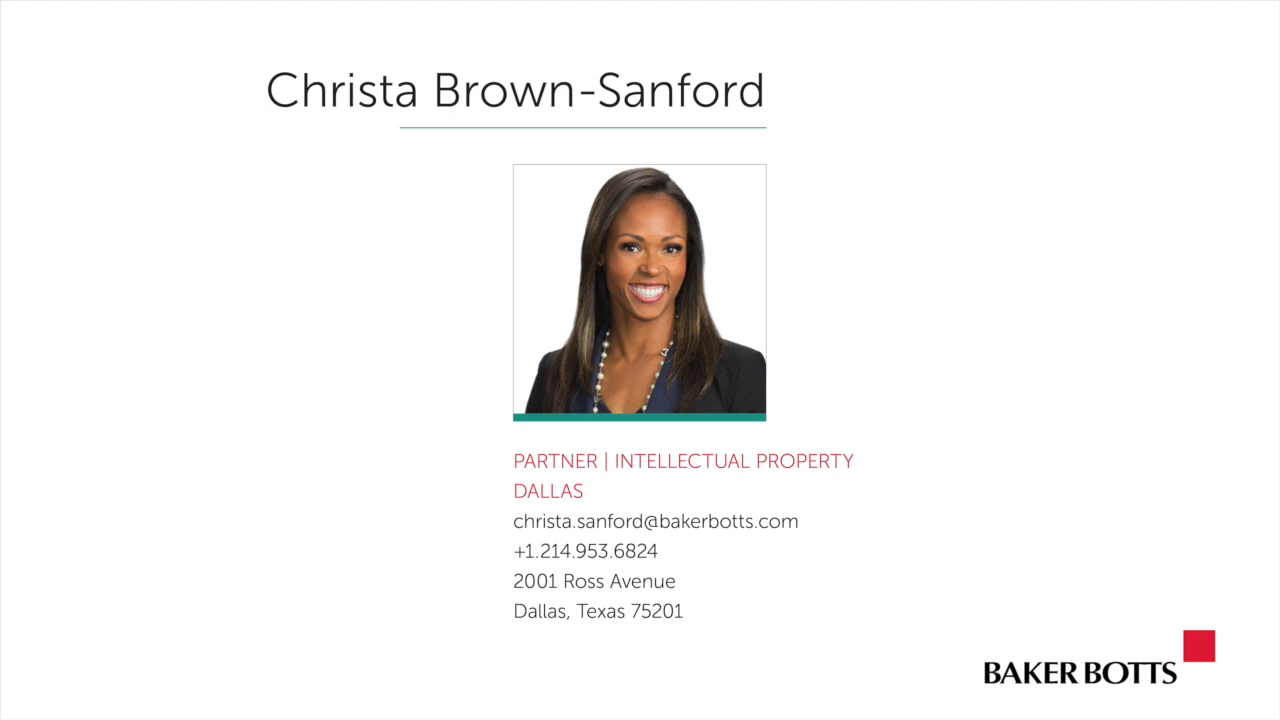 Christa Brown-Sanford
PARTNER | INTELLECTUAL PROPERTY
DALLAS
christa.sanford@bakerbotts.com
+1.214.953.6824
2001 Ross Avenue
Dallas, Texas 75201
BAKER BOTTS